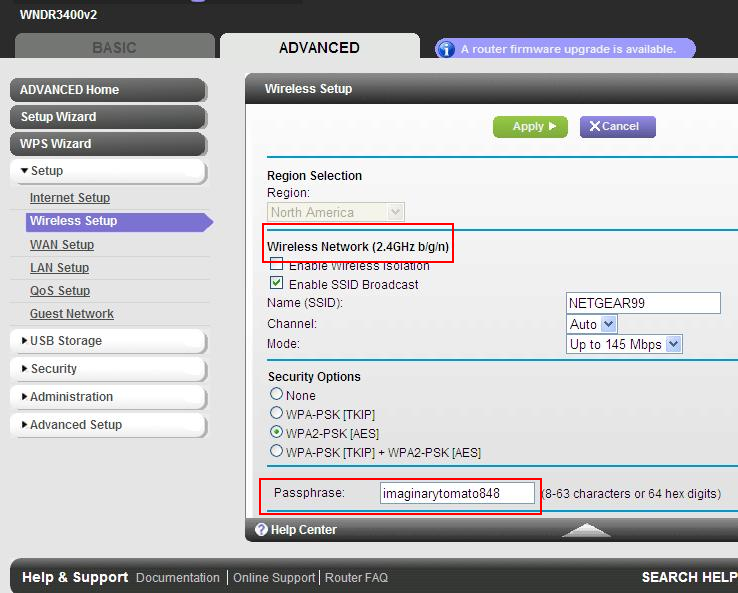 WNDR3400v2
BASIC
ADVANCED
A router firmware upgrade is available.
ADVANCED Home
Setup Wizard
WPS Wizard
Setup
Internet Setup
Wireless Setup
WAN Setup
LAN Setup
QoS Setup
Guest Network
USB Storage
Security
Administration
Advanced Setup
Wireless Setup
Apply
Cancel
Region Selection
Region:
North America
Wireless Network (2.4GHz b/g/n)
Enable Wireless Isolation
Enable SSID Broadcast
Name (SSID): NETGEAR99
Channel: Auto
Mode: Up to 145 Mbps
Security Options
None
WPA-PSK [TKIP]
WPA2-PSK [AES]
WPA-PSK [TKIP] + WPA2-PSK [AES]
Passphrase: imaginarytomato848 (8-63 characters or 64 hex digits)
Help Center
Help & Support Documentation | Online Support | Router FAQ SEARCH HELP